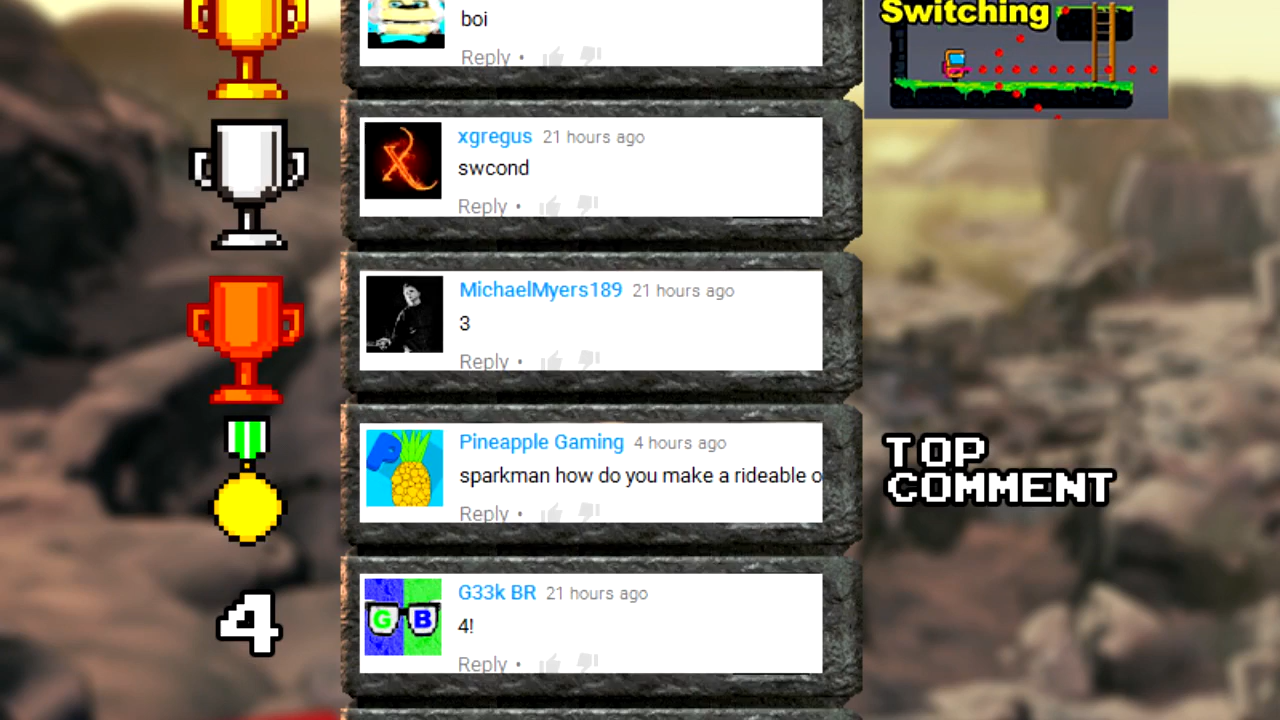 Switching
boi
Reply •
xgregus 21 hours ago
swcond
Reply •
MichaelMyers189 21 hours ago
3
Reply •
Pineapple Gaming 4 hours ago
sparkman how do you make a rideable o
Reply •
TOP
COMMENT
G33k BR 21 hours ago
G B
4!
Reply •
4